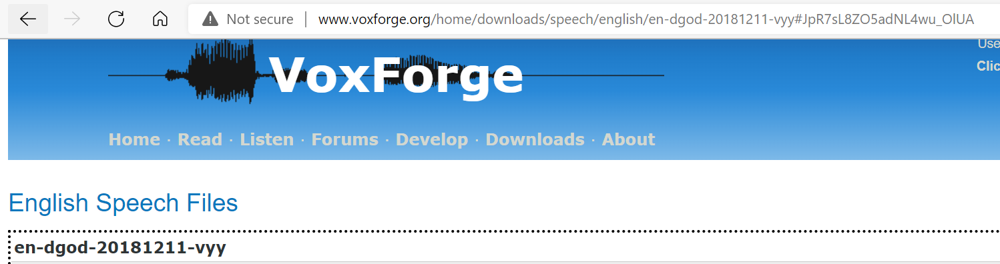 Not secure www.voxforge.org/home/downloads/speech/english/en-dgod-20181211-vyy#JpR7sL8ZO5adNL4wu_OlUA
Use
Clic
VoxForge
Home · Read · Listen · Forums · Develop · Downloads · About
English Speech Files
en-dgod-20181211-vyy